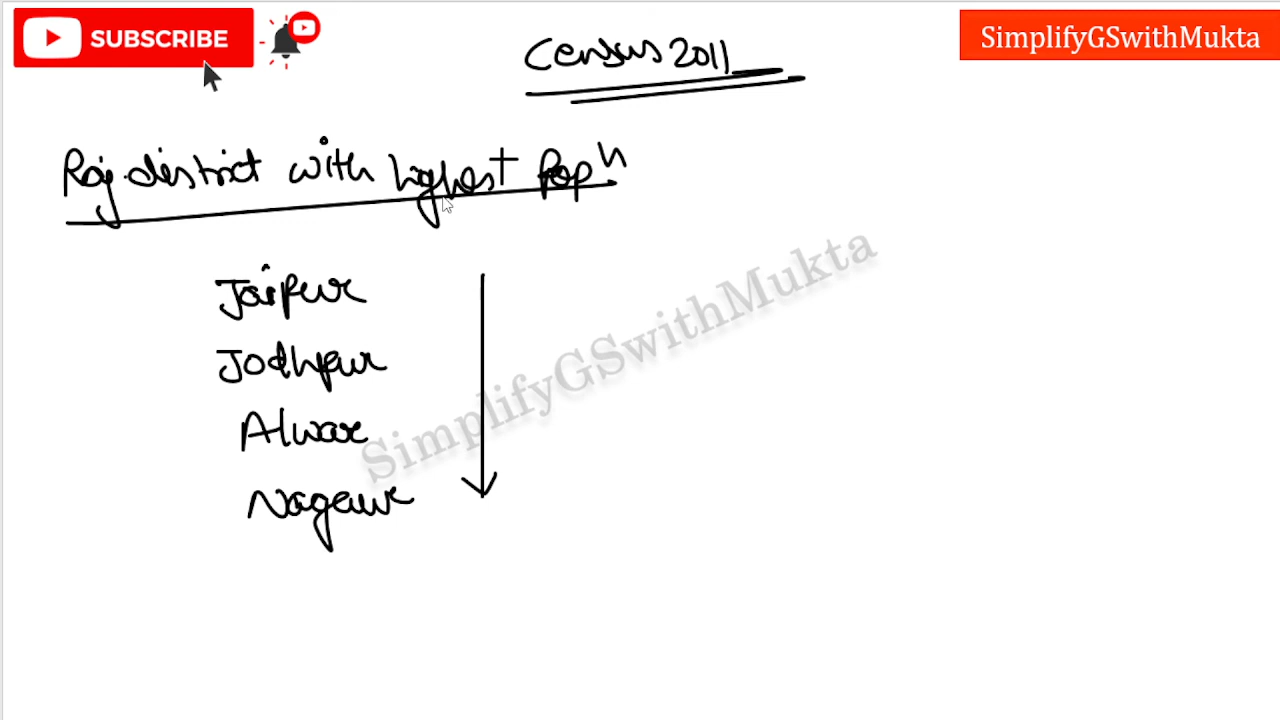 SUBSCRIBE
SimplifyGSwithMukta
Census 2011
Raj. district with highest Popn
Jaipur
Jodhpur
Alwar
Nagaur
SimplifyGSwithMukta